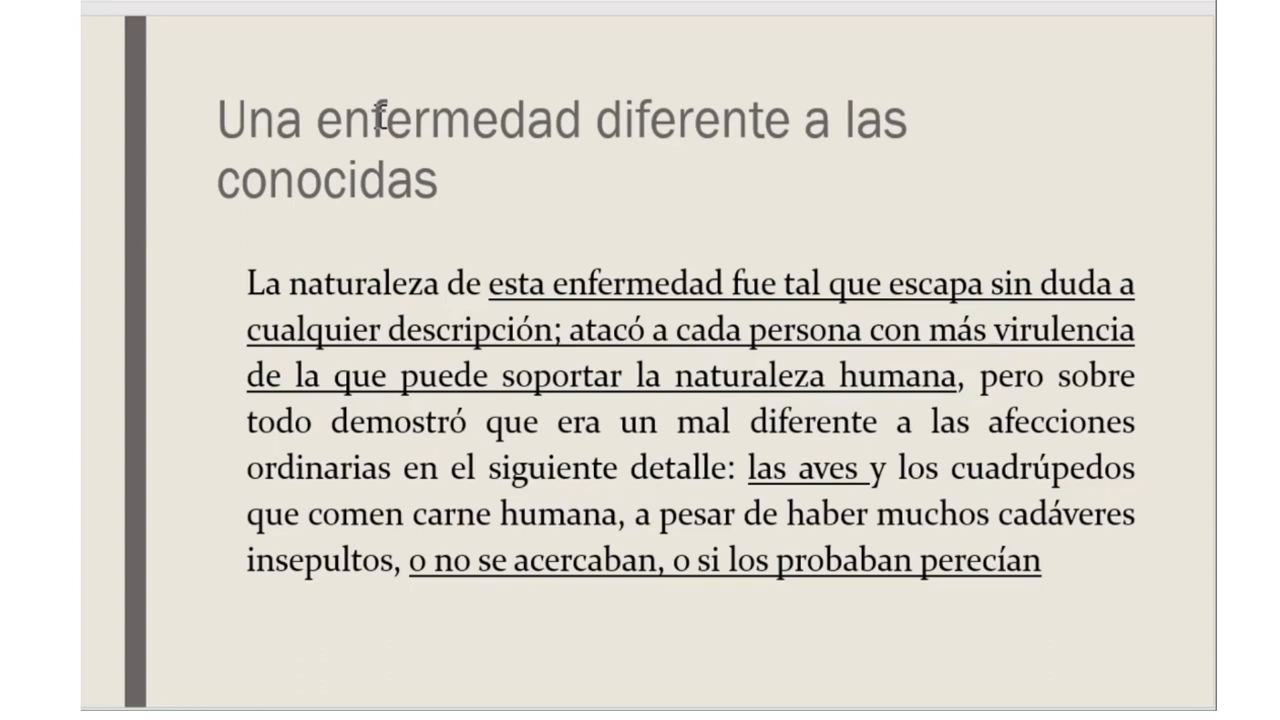 Una enfermedad diferente a las
conocidas
La naturaleza de esta enfermedad fue tal que escapa sin duda a
cualquier descripción; atacó a cada persona con más virulencia
de la que puede soportar la naturaleza humana, pero sobre
todo demostró que era un mal diferente a las afecciones
ordinarias en el siguiente detalle: las aves y los cuadrúpedos
que comen carne humana, a pesar de haber muchos cadáveres
insepultos, o no se acercaban, o si los probaban perecían